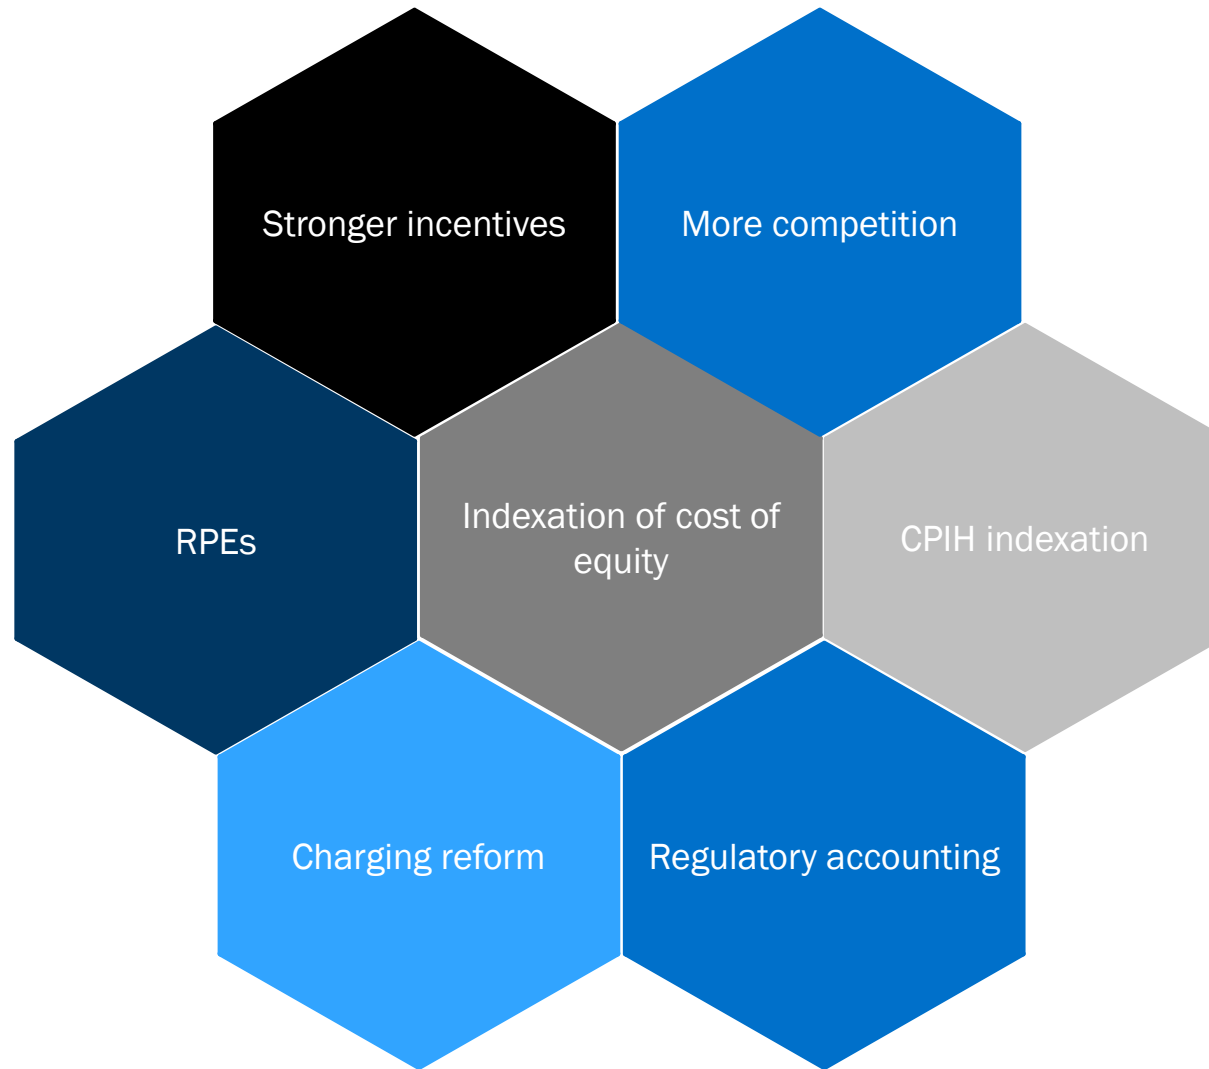 Stronger incentives
More competition
RPEs
Indexation of cost of
equity
CPIH indexation
Charging reform
Regulatory accounting